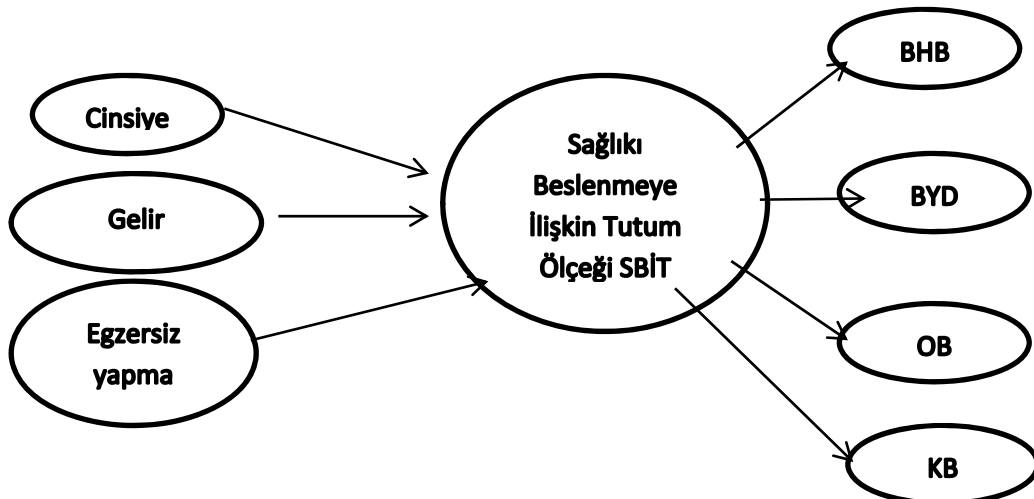 Cinsiye
Gelir
Egzersiz
yapma
Sağlıkı
Beslenmeye
İlişkin Tutum
Ölçeği SBİT
BHB
BYD
OB
KB